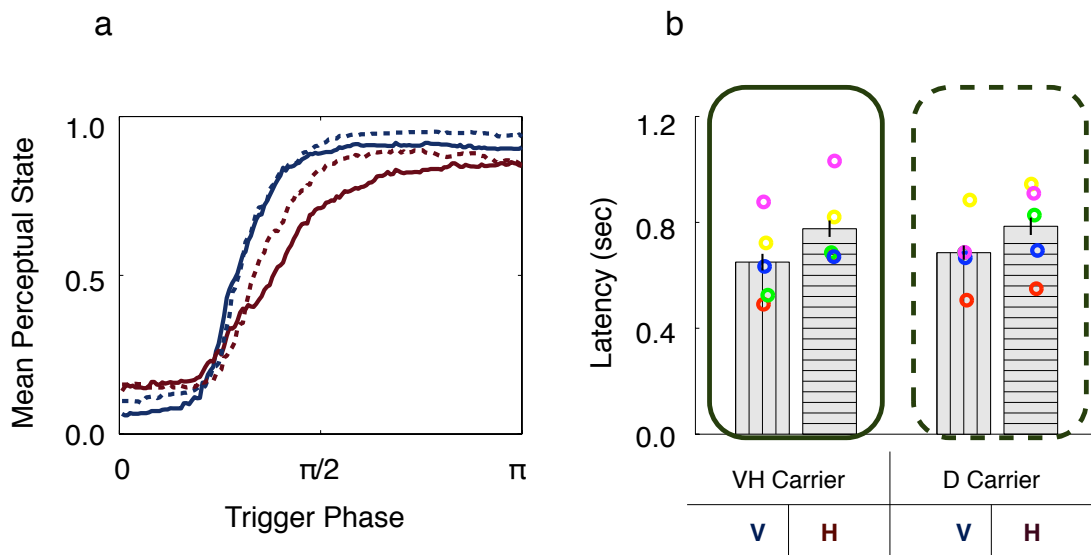 a
Mean Perceptual State
1.0
0.5
0.0
0 π/2 π
Trigger Phase
b
Latency (sec)
1.2
0.8
0.4
0.0
VH Carrier D Carrier
V H V H